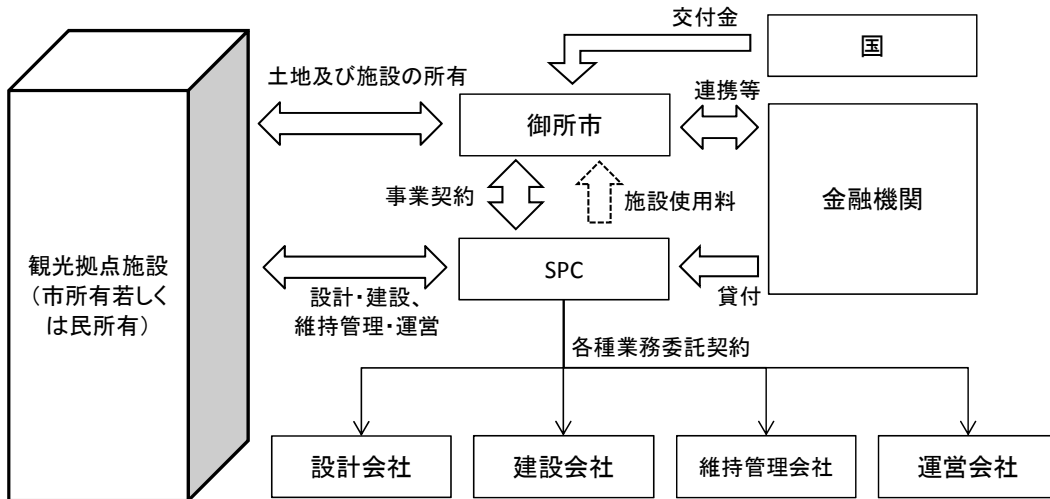 交付金
国
土地及び施設の所有
御所市
連携等
金融機関
事業契約
施設使用料
観光拠点施設
（市所有若しく
は民所有）
SPC
設計・建設、
維持管理・運営
貸付
各種業務委託契約
設計会社
建設会社
維持管理会社
運営会社